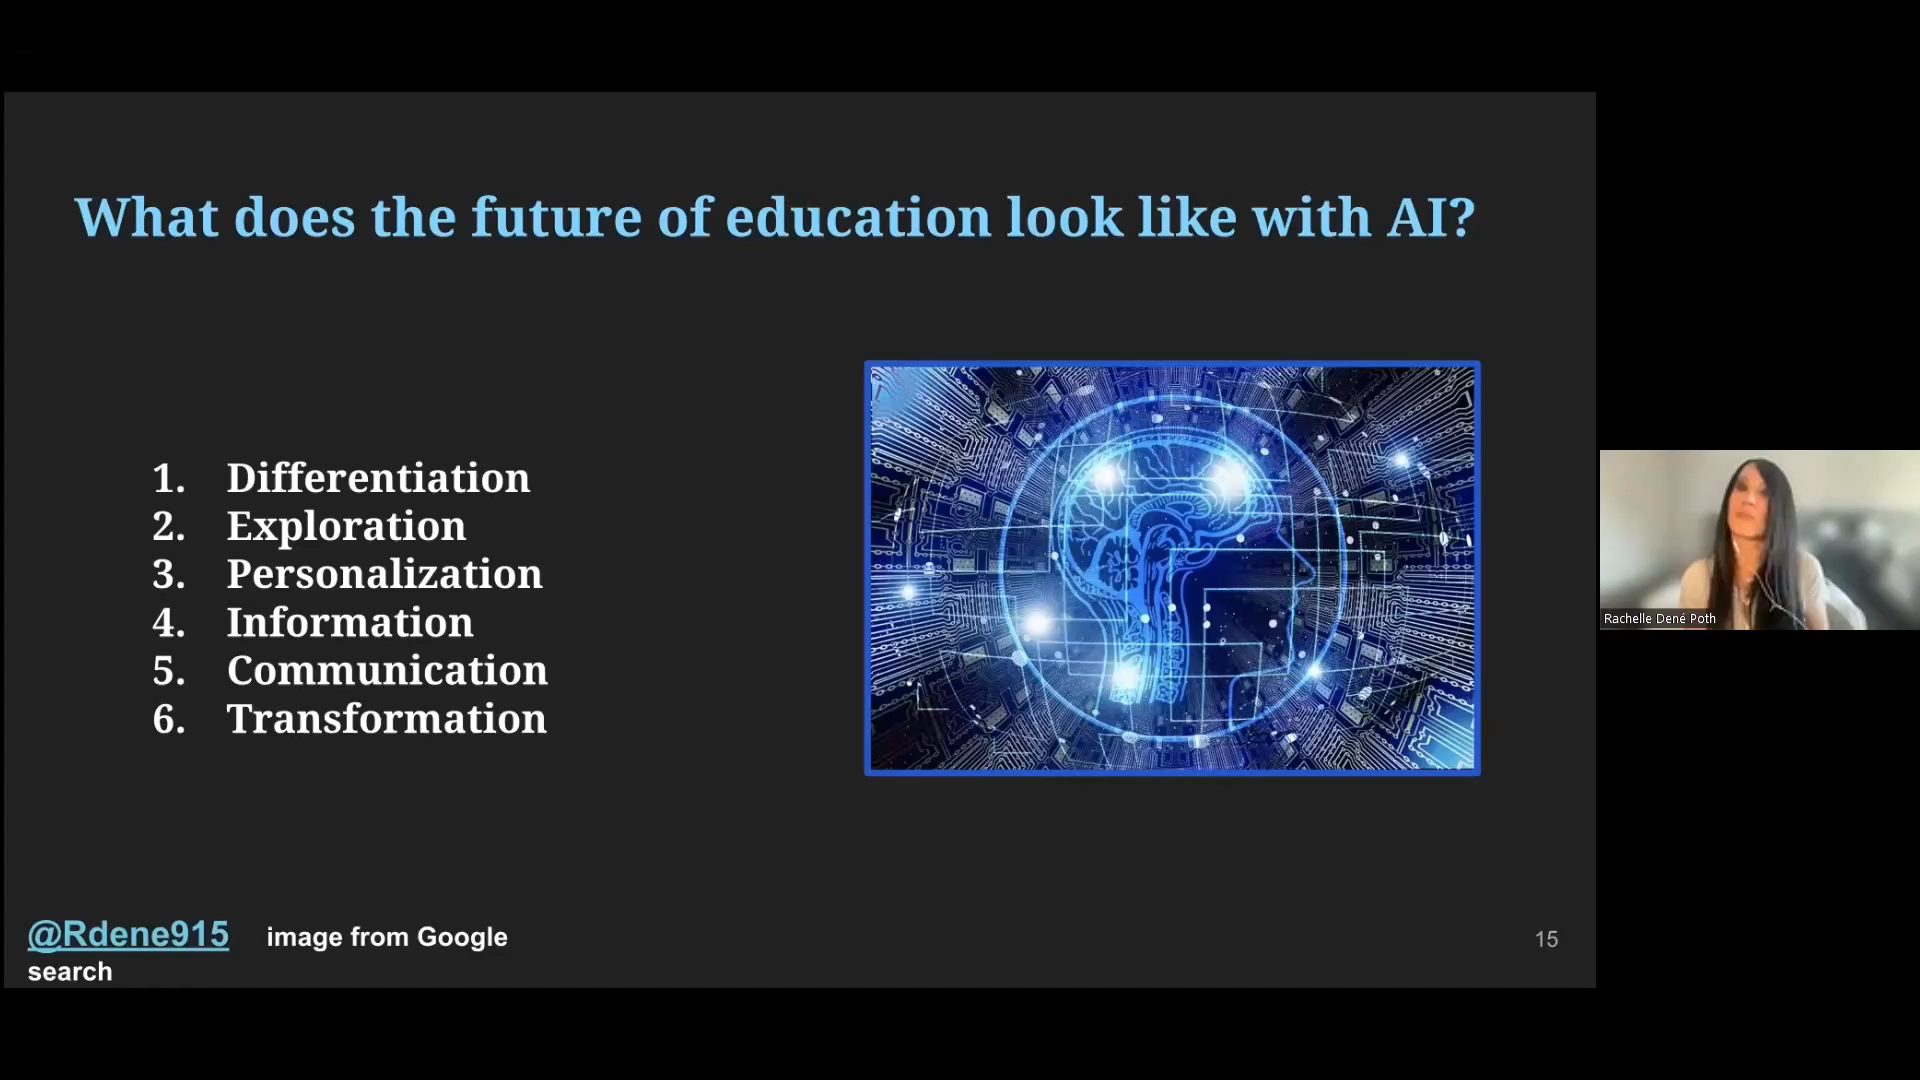 What does the future of education look like with AI?
1. Differentiation
2. Exploration
3. Personalization
4. Information
5. Communication
6. Transformation
@Rdene915 image from Google
search
15
Rachelle Dené Poth